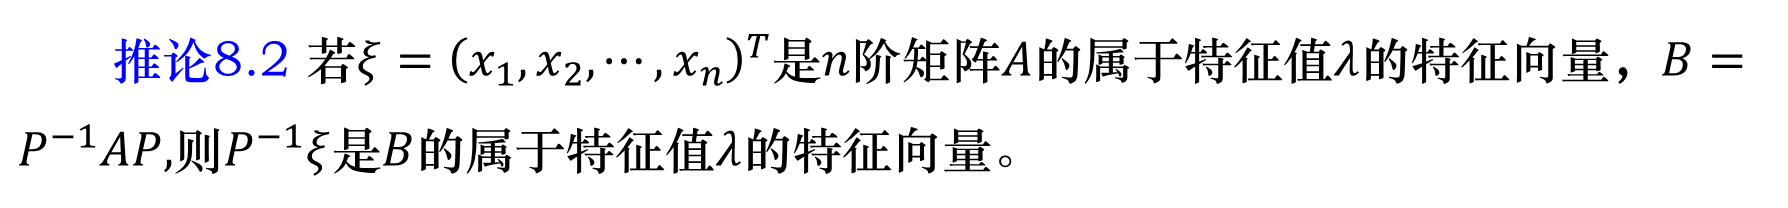 推论8.2 若ξ = (x₁, x₂, ⋯, xₙ)ᵀ是n阶矩阵A的属于特征值λ的特征向量，B =
P⁻¹AP,则P⁻¹ξ是B的属于特征值λ的特征向量。